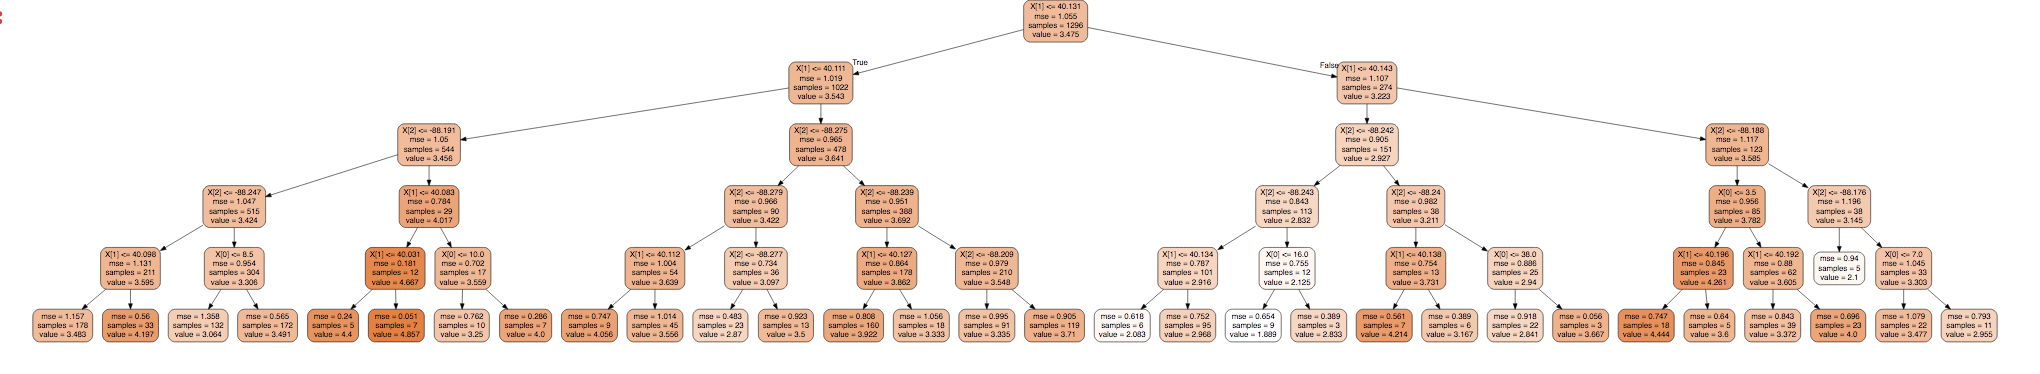 X[1] <= 40.131
mse = 1.055
samples = 1296
value = 3.475
True
False
X[1] <= 40.111
mse = 1.019
samples = 1022
value = 3.543
X[1] <= 40.143
mse = 1.107
samples = 274
value = 3.223
X[2] <= -88.191
mse = 1.05
samples = 544
value = 3.456
X[2] <= -88.275
mse = 0.965
samples = 478
value = 3.641
X[2] <= -88.242
mse = 0.905
samples = 151
value = 2.927
X[2] <= -88.188
mse = 1.117
samples = 123
value = 3.585
X[2] <= -88.247
mse = 1.047
samples = 515
value = 3.424
X[1] <= 40.083
mse = 0.784
samples = 29
value = 4.017
X[2] <= -88.279
mse = 0.966
samples = 90
value = 3.422
X[2] <= -88.239
mse = 0.951
samples = 388
value = 3.692
X[2] <= -88.243
mse = 0.843
samples = 113
value = 2.832
X[2] <= -88.24
mse = 0.982
samples = 38
value = 3.211
X[0] <= 3.5
mse = 0.956
samples = 85
value = 3.782
X[2] <= -88.176
mse = 1.196
samples = 38
value = 3.145
X[1] <= 40.098
mse = 1.131
samples = 211
value = 3.595
X[0] <= 8.5
mse = 0.954
samples = 304
value = 3.306
X[1] <= 40.031
mse = 0.181
samples = 12
value = 4.667
X[0] <= 10.0
mse = 0.702
samples = 17
value = 3.559
X[1] <= 40.112
mse = 1.004
samples = 54
value = 3.639
X[2] <= -88.277
mse = 0.734
samples = 36
value = 3.097
X[1] <= 40.127
mse = 0.864
samples = 178
value = 3.862
X[2] <= -88.209
mse = 0.979
samples = 210
value = 3.548
X[1] <= 40.134
mse = 0.787
samples = 101
value = 2.916
X[0] <= 16.0
mse = 0.755
samples = 12
value = 2.125
X[1] <= 40.138
mse = 0.754
samples = 13
value = 3.731
X[0] <= 38.0
mse = 0.886
samples = 25
value = 2.94
X[1] <= 40.196
mse = 0.845
samples = 23
value = 4.261
X[1] <= 40.192
mse = 0.88
samples = 62
value = 3.605
mse = 0.94
samples = 5
value = 2.1
X[0] <= 7.0
mse = 1.045
samples = 33
value = 3.303
mse = 1.157
samples = 178
value = 3.483
mse = 0.56
samples = 33
value = 4.197
mse = 1.358
samples = 132
value = 3.064
mse = 0.565
samples = 172
value = 3.491
mse = 0.24
samples = 5
value = 4.4
mse = 0.051
samples = 7
value = 4.857
mse = 0.762
samples = 10
value = 3.25
mse = 0.286
samples = 7
value = 4.0
mse = 0.747
samples = 9
value = 4.056
mse = 1.014
samples = 45
value = 3.556
mse = 0.483
samples = 23
value = 2.87
mse = 0.923
samples = 13
value = 3.5
mse = 0.808
samples = 160
value = 3.922
mse = 1.056
samples = 18
value = 3.333
mse = 0.995
samples = 91
value = 3.335
mse = 0.905
samples = 119
value = 3.71
mse = 0.618
samples = 6
value = 2.083
mse = 0.752
samples = 95
value = 2.968
mse = 0.654
samples = 9
value = 1.889
mse = 0.389
samples = 3
value = 2.833
mse = 0.561
samples = 7
value = 4.214
mse = 0.389
samples = 6
value = 3.167
mse = 0.918
samples = 22
value = 2.841
mse = 0.056
samples = 3
value = 3.667
mse = 0.747
samples = 18
value = 4.444
mse = 0.64
samples = 5
value = 3.6
mse = 0.843
samples = 39
value = 3.372
mse = 0.696
samples = 23
value = 4.0
mse = 1.079
samples = 22
value = 3.477
mse = 0.793
samples = 11
value = 2.955